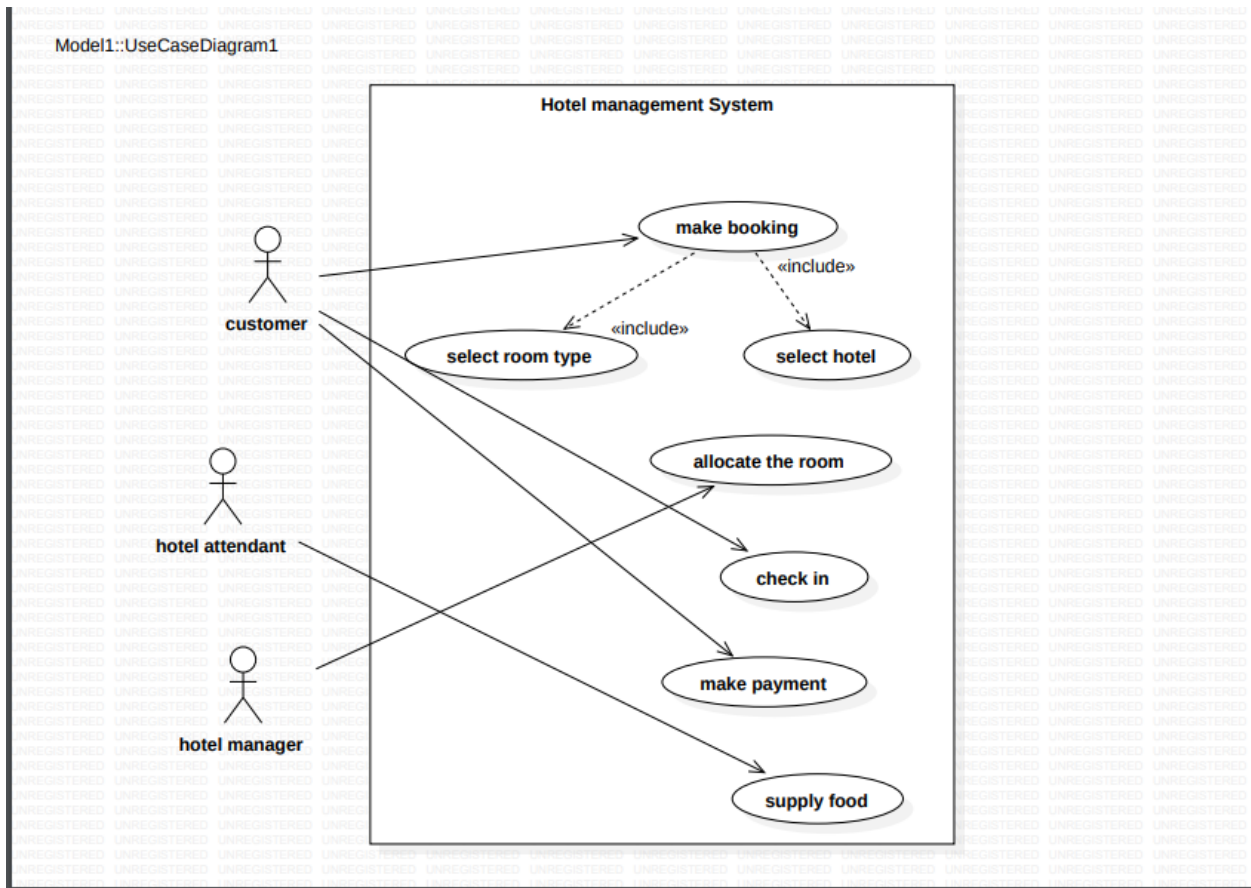 Model1::UseCaseDiagram1
Hotel management System
make booking
«include»
customer
«include»
select room type
select hotel
allocate the room
hotel attendant
check in
make payment
hotel manager
supply food
UNREGISTERED